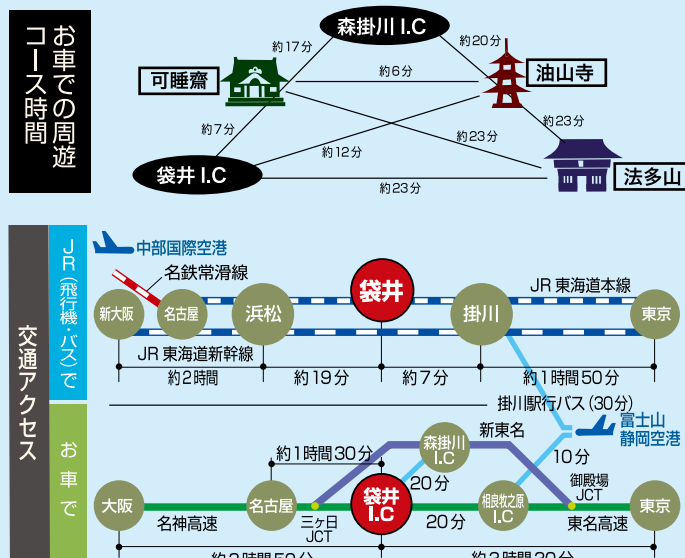 お車での周遊
コース時間
森掛川 I.C
約17分
約20分
可睡齋
約6分
油山寺
約7分
約12分
約23分
約23分
袋井 I.C
約23分
法多山
交通アクセス
JR（飛行機・バス）で
中部国際空港
名鉄常滑線
袋井
JR 東海道本線
新大阪
名古屋
浜松
掛川
東京
JR 東海道新幹線
約2時間
約19分
約7分
約1時間50分
掛川駅行バス（30分）
富士山
静岡空港
お車で
新東名
森掛川
I.C
約1時間30分
10分
20分
御殿場
JCT
大阪
名古屋
袋井
I.C
20分
相良牧之原
I.C
東京
名神高速
三ヶ日
JCT
東名高速